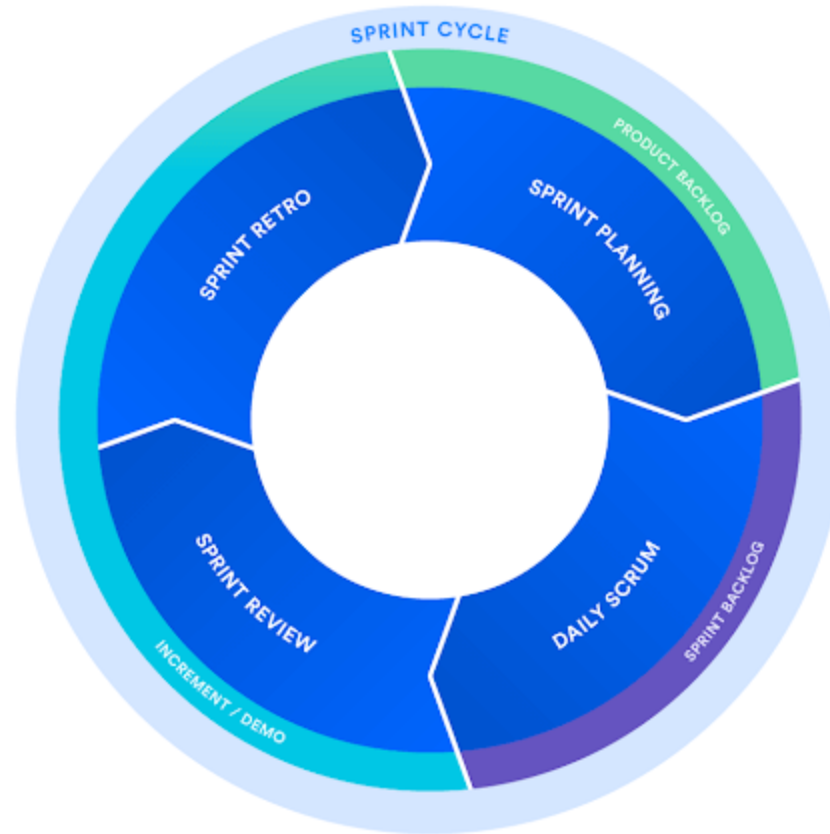 SPRINT CYCLE
PRODUCT BACKLOG
SPRINT PLANNING
SPRINT BACKLOG
DAILY SCRUM
INCREMENT / DEMO
SPRINT REVIEW
SPRINT RETRO